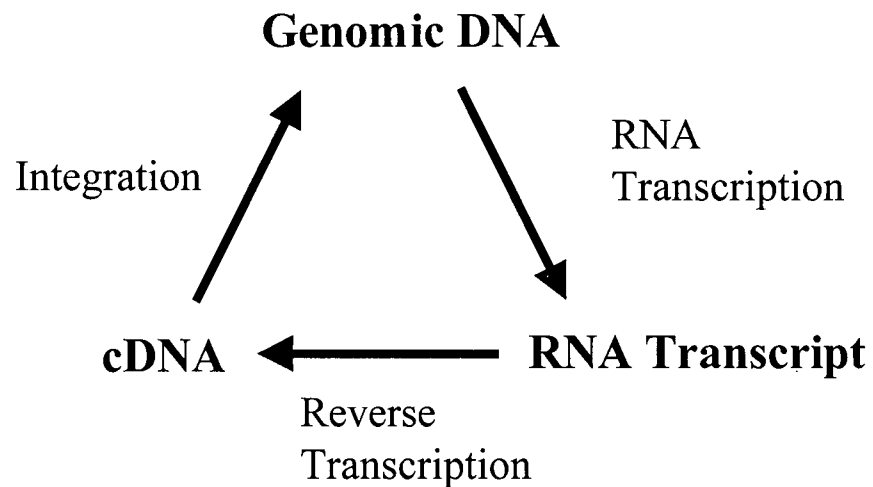 Genomic DNA
Integration
RNA
Transcription
cDNA
RNA Transcript
Reverse
Transcription